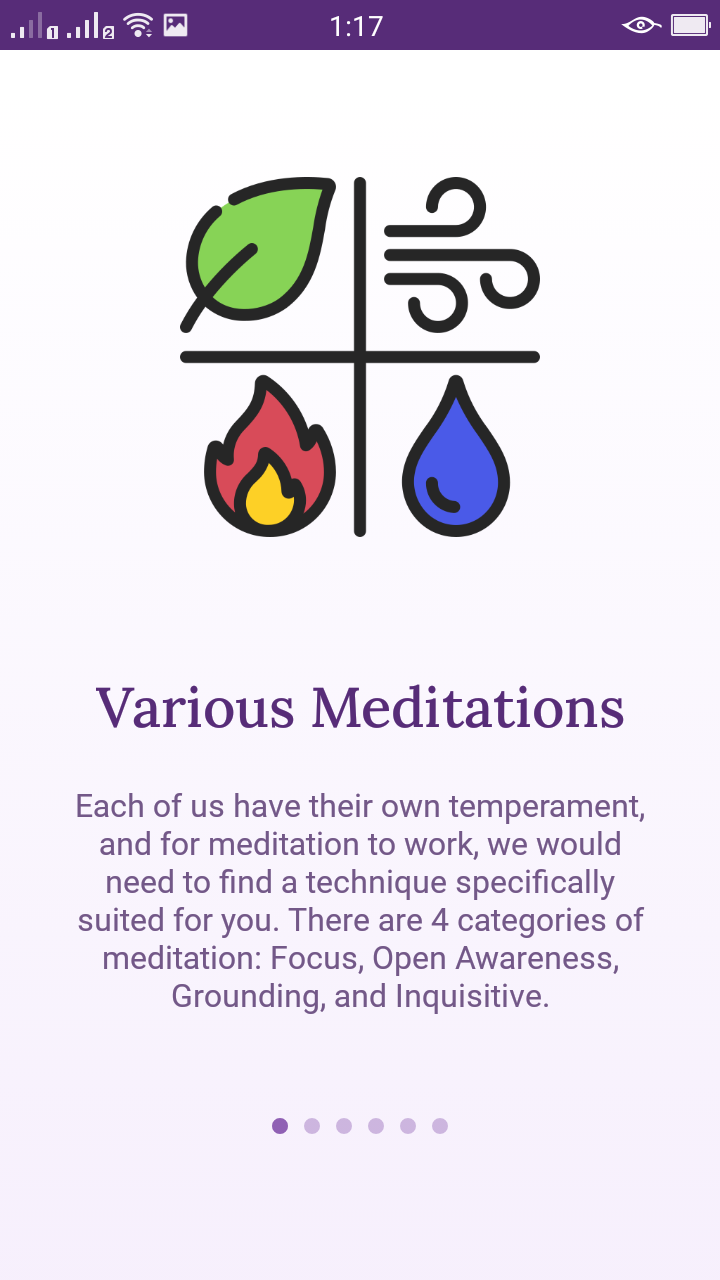 1 2 1:17
Various Meditations
Each of us have their own temperament,
and for meditation to work, we would
need to find a technique specifically
suited for you. There are 4 categories of
meditation: Focus, Open Awareness,
Grounding, and Inquisitive.